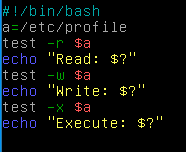 #!/bin/bash
a=/etc/profile
test -r $a
echo "Read: $?"
test -w $a
echo "Write: $?"
test -x $a
echo "Execute: $?"